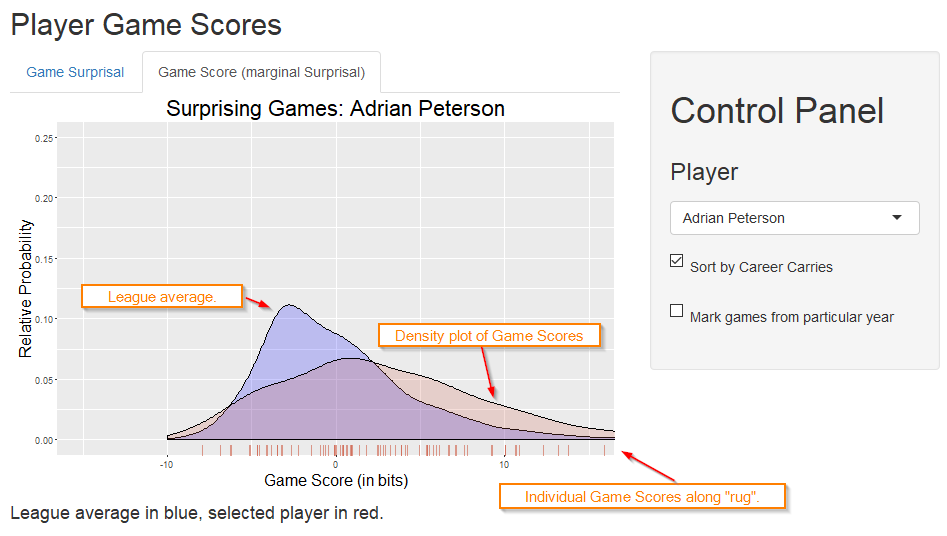 Player Game Scores
Game Surprisal
Game Score (marginal Surprisal)
Surprising Games: Adrian Peterson
0.25
0.20
0.15
0.10
0.05
0.00
Relative Probability
League average.
Density plot of Game Scores
-10
0
10
Game Score (in bits)
Individual Game Scores along "rug".
League average in blue, selected player in red.
Control Panel
Player
Adrian Peterson
Sort by Career Carries
Mark games from particular year